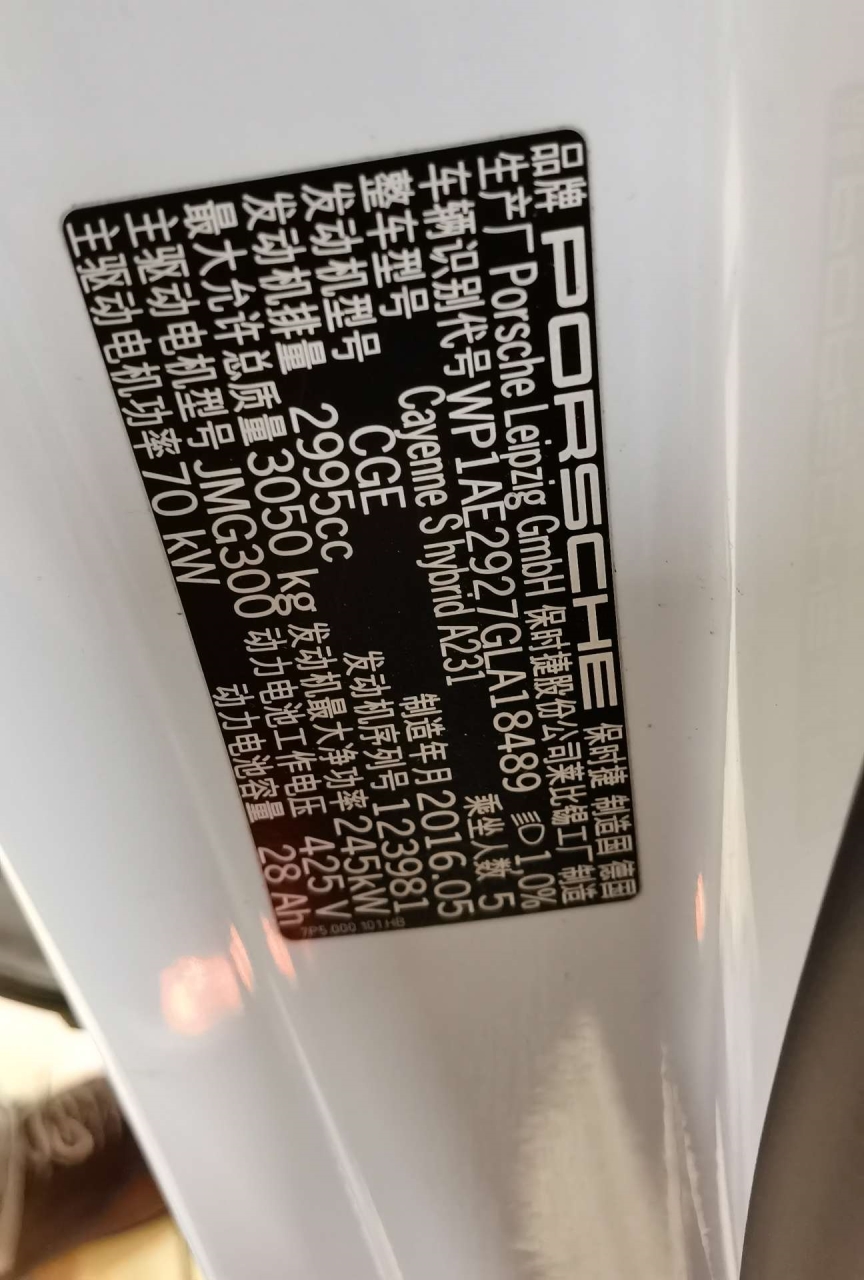 品牌 PORSCHE 保时捷 制造国 德国
生产厂 Porsche Leipzig GmbH 保时捷股份公司莱比锡工厂 制造
车辆识别代号 WP1AE2927GLA18489 1,0%
整车型号 Cayenne S hybrid A231 乘坐人数 5
发动机型号 CGE 制造年月 2016.05
发动机排量 2995cc 发动机序列号 123981
最大允许总质量 3050 kg 发动机最大净功率 245kW
主驱动电机型号 JMG300 动力电池工作电压 425 V
主驱动电机功率 70 kW 动力电池容量 28 Ah
7P5.000.101.HB